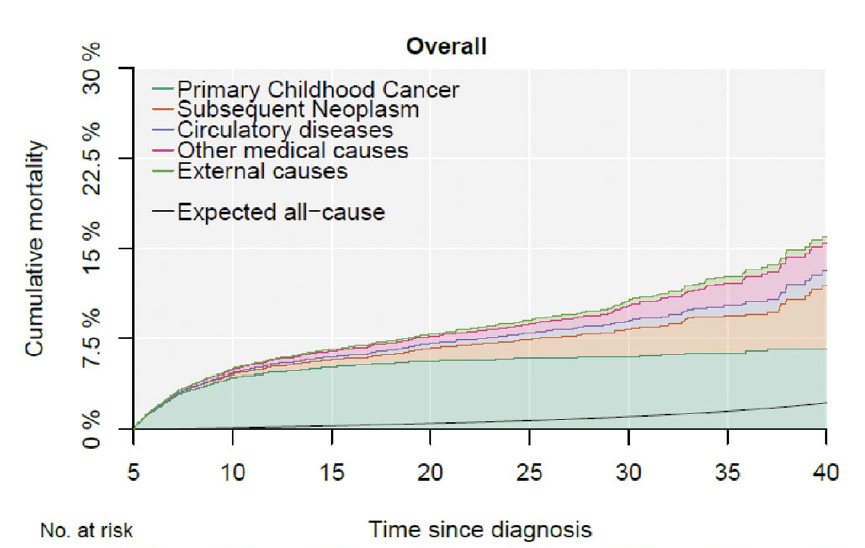 Overall
30 %
22.5 %
15 %
7.5 %
0 %
Cumulative mortality
Primary Childhood Cancer
Subsequent Neoplasm
Circulatory diseases
Other medical causes
External causes
Expected all−cause
5 10 15 20 25 30 35 40
No. at risk
Time since diagnosis